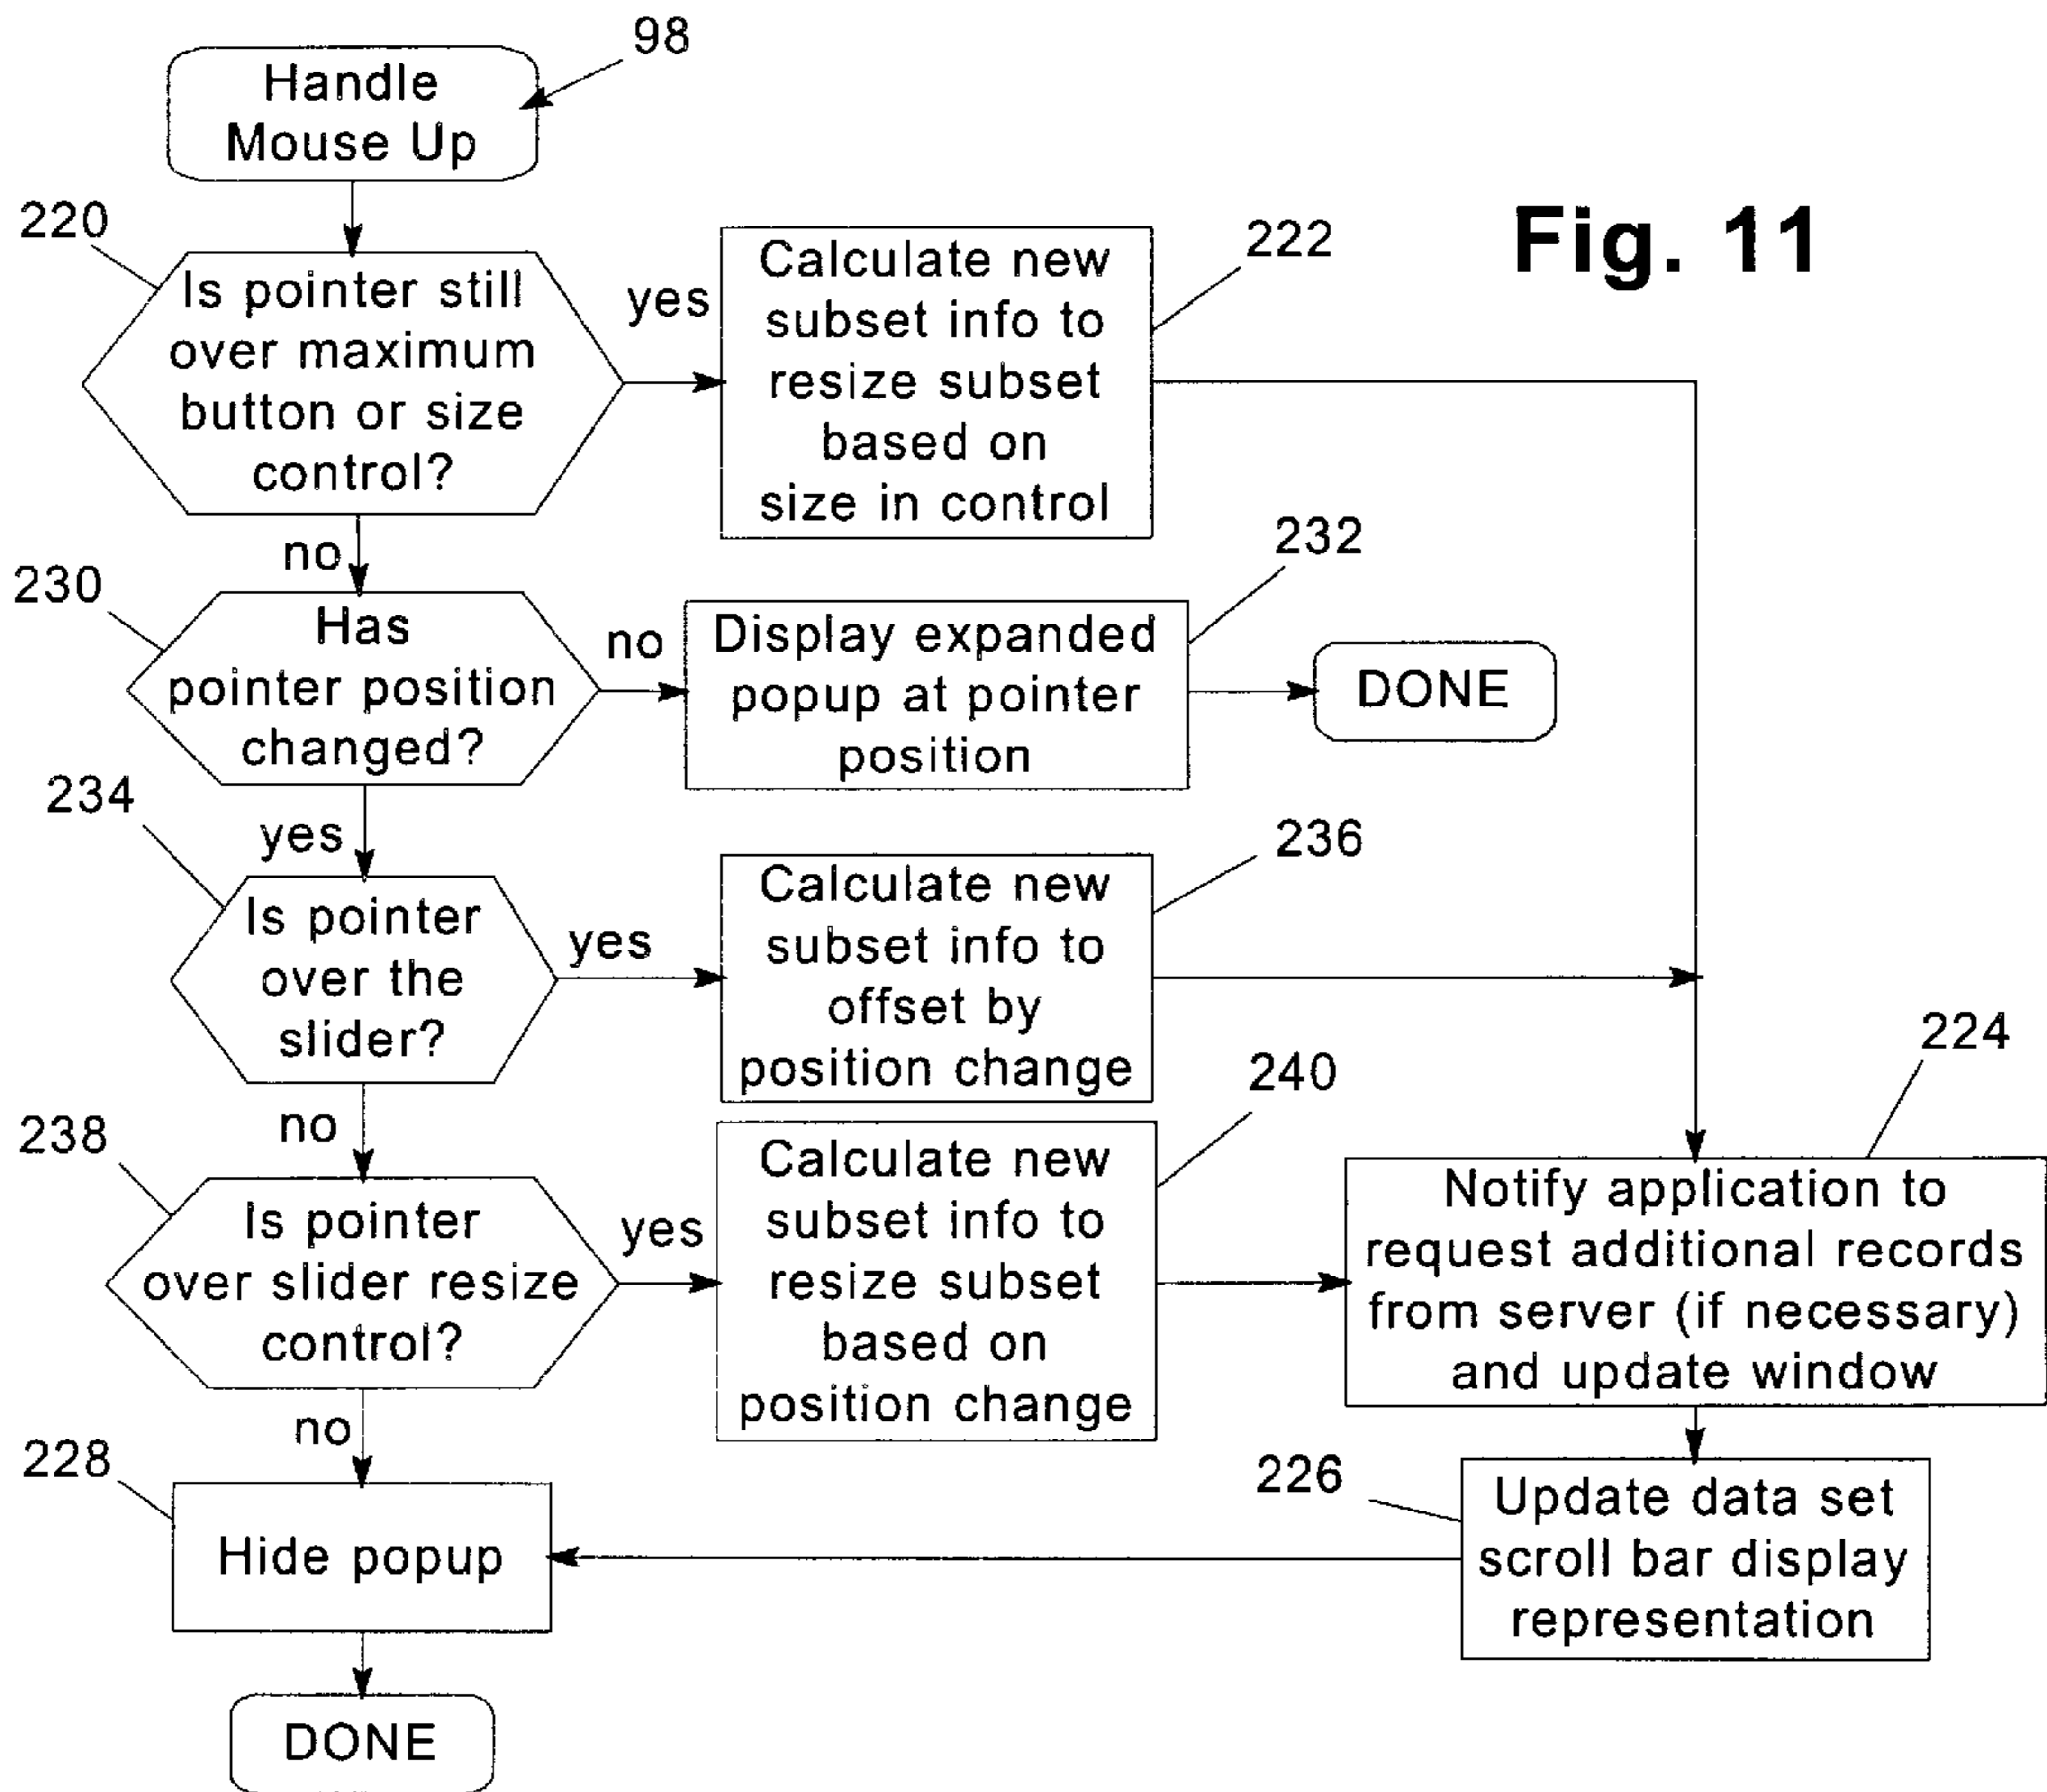 98
Handle
Mouse Up
Fig. 11
220
Is pointer still
over maximum
button or size
control?
yes
Calculate new
subset info to
resize subset
based on
size in control
222
no
230
Has
pointer position
changed?
no
Display expanded
popup at pointer
position
232
DONE
yes
234
Is pointer
over the
slider?
yes
Calculate new
subset info to
offset by
position change
236
no
238
Is pointer
over slider resize
control?
yes
Calculate new
subset info to
resize subset
based on
position change
240
224
Notify application to
request additional records
from server (if necessary)
and update window
no
228
Hide popup
226
Update data set
scroll bar display
representation
DONE